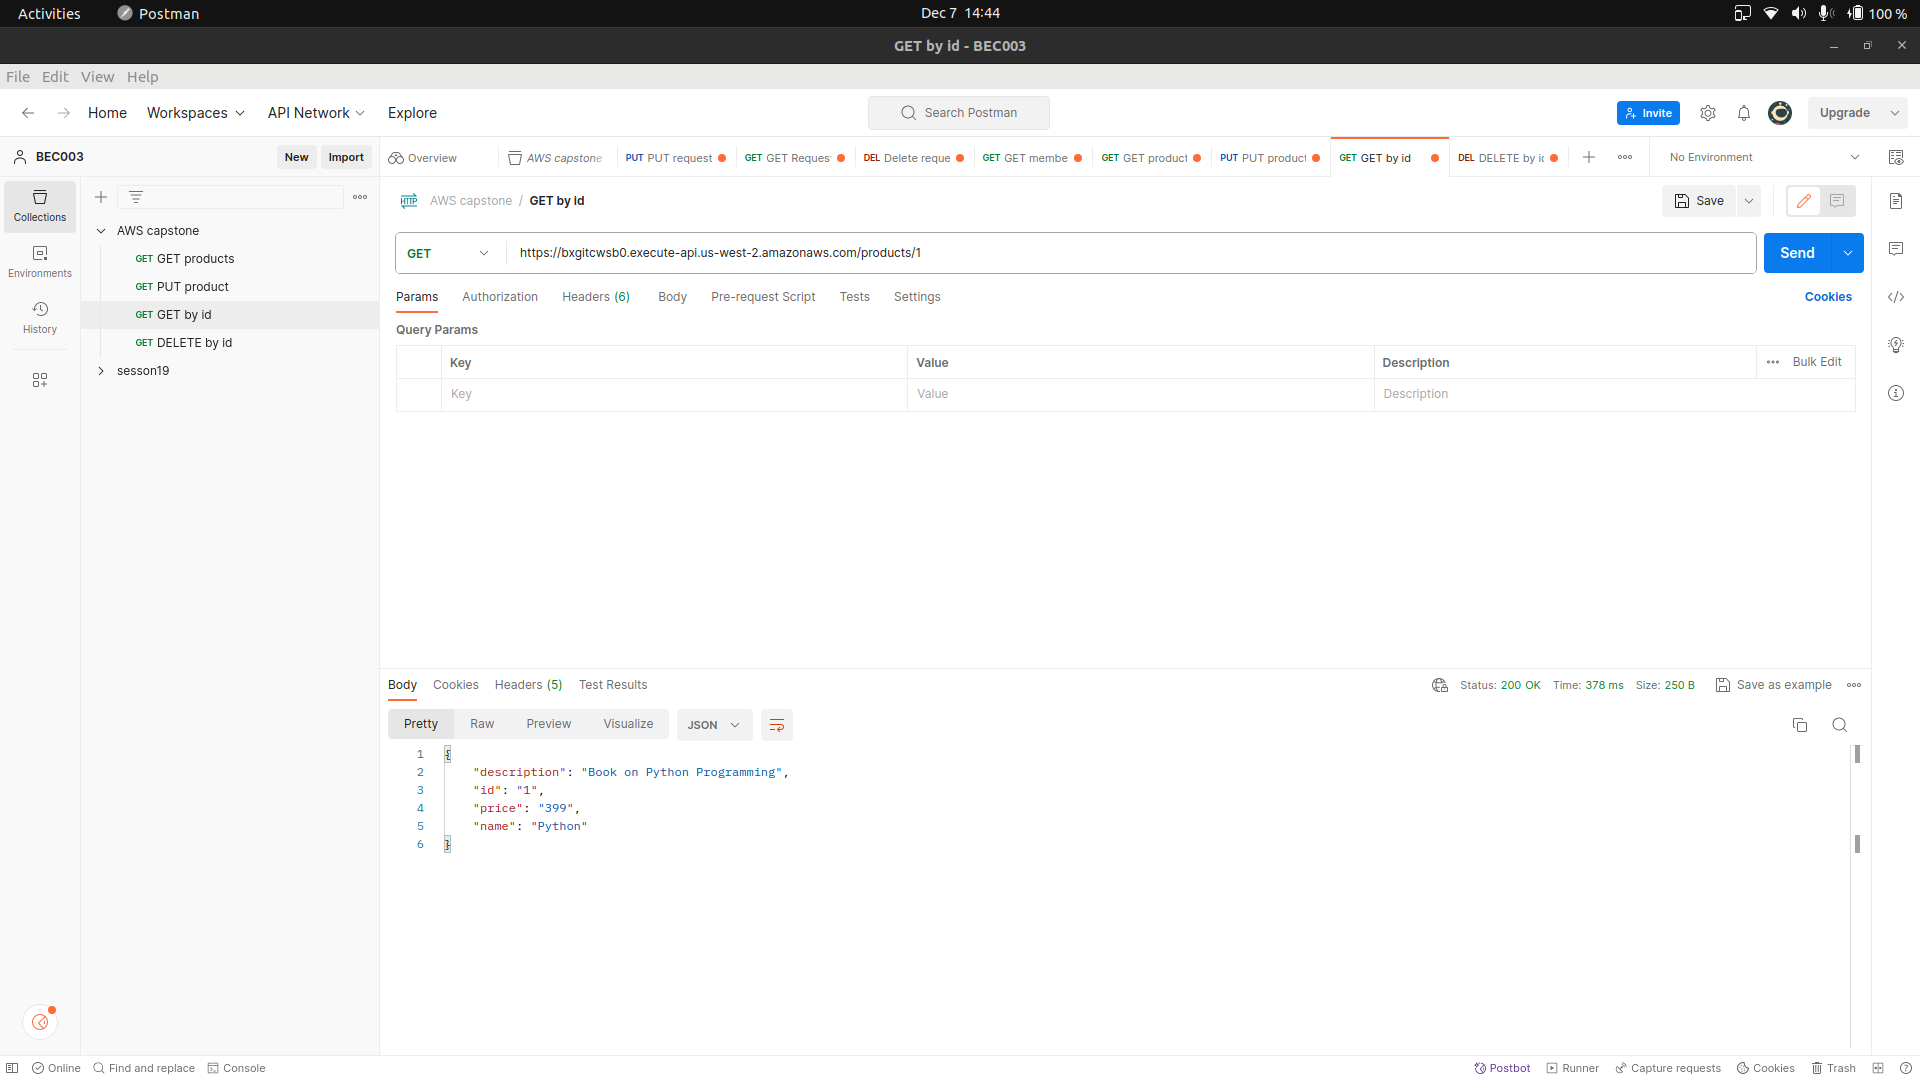 Activities Postman Dec 7 14:44 100 %
GET by id - BEC003
File Edit View Help
Home Workspaces API Network Explore Search Postman Invite Upgrade
BEC003 New Import Overview AWS capstone PUT PUT request GET GET Reques DEL Delete reque GET GET membe GET GET product PUT PUT product GET GET by id DEL DELETE by id No Environment
Collections
Environments
History
AWS capstone
GET GET products
GET PUT product
GET GET by id
GET DELETE by id
sesson19
HTTP AWS capstone / GET by id Save
GET https://bxgitcwsb0.execute-api.us-west-2.amazonaws.com/products/1 Send
Params Authorization Headers (6) Body Pre-request Script Tests Settings Cookies
Query Params
Key Value Description Bulk Edit
Key Value Description
Body Cookies Headers (5) Test Results Status: 200 OK Time: 378 ms Size: 250 B Save as example
Pretty Raw Preview Visualize JSON
1 {
2 "description": "Book on Python Programming",
3 "id": "1",
4 "price": "399",
5 "name": "Python"
6 }
Online Find and replace Console Postbot Runner Capture requests Cookies Trash